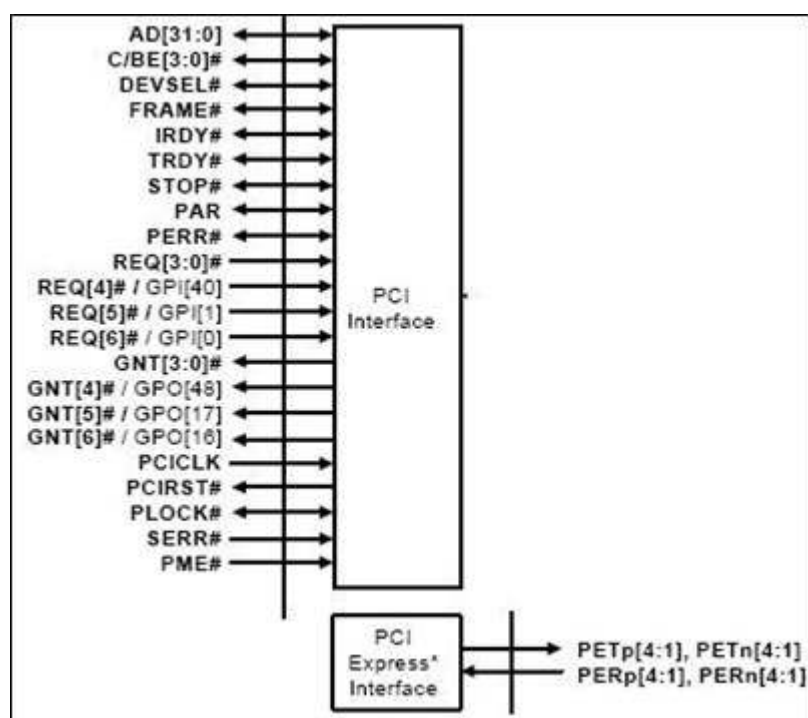 AD[31:0]
C/BE[3:0]#
DEVSEL#
FRAME#
IRDY#
TRDY#
STOP#
PAR
PERR#
REQ[3:0]#
REQ[4]# / GPI[40]
REQ[5]# / GPI[1]
REQ[6]# / GPI[0]
GNT[3:0]#
GNT[4]# / GPO[48]
GNT[5]# / GPO[17]
GNT[6]# / GPO[16]
PCICLK
PCIRST#
PLOCK#
SERR#
PME#
PCI
Interface
PCI
Express*
Interface
PETp[4:1], PETn[4:1]
PERp[4:1], PERn[4:1]